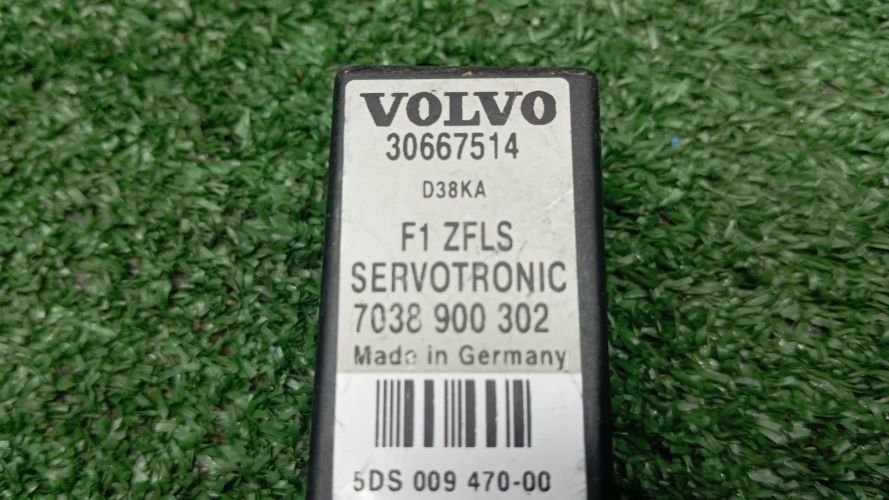 VOLVO
30667514
D38KA
F1 ZFLS
SERVOTRONIC
7038 900 302
Made in Germany
5DS 009 470-00